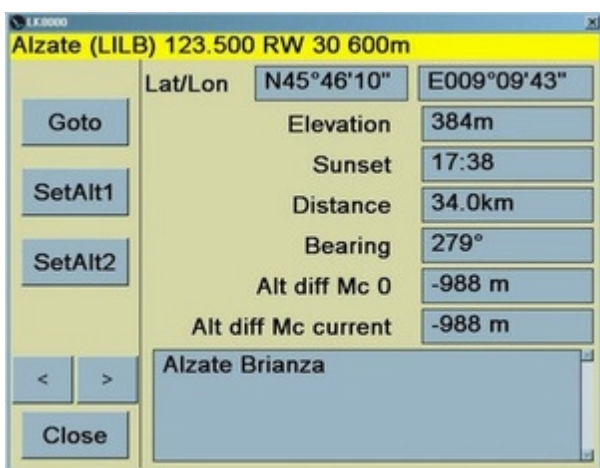 LK8000
Alzate (LILB) 123.500 RW 30 600m
Lat/Lon N45°46'10" E009°09'43"
Goto
Elevation 384m
Sunset 17:38
SetAlt1
Distance 34.0km
Bearing 279°
SetAlt2
Alt diff Mc 0 -988 m
Alt diff Mc current -988 m
Alzate Brianza
< >
Close